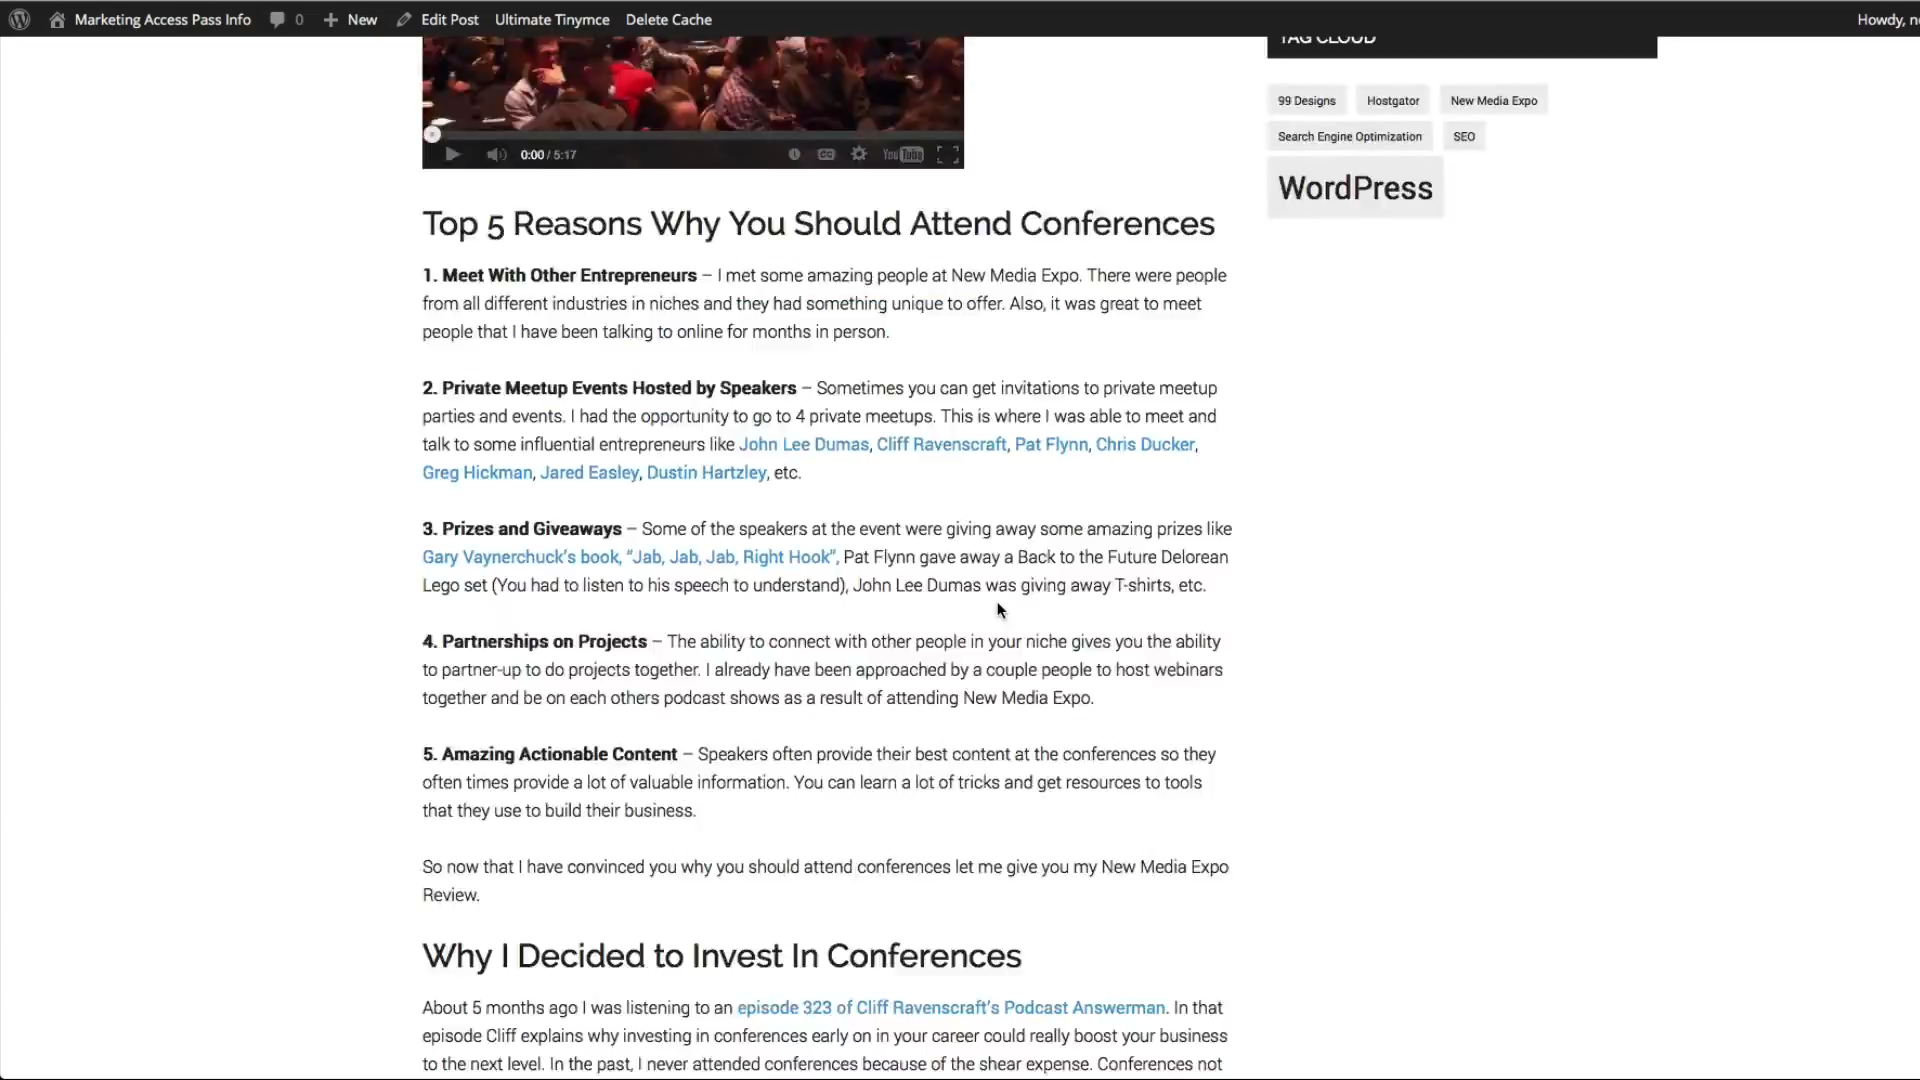 Marketing Access Pass Info 0 New Edit Post Ultimate Tinymce Delete Cache Howdy,
TAG CLOUD
99 Designs Hostgator New Media Expo
Search Engine Optimization SEO
WordPress
0:00 / 5:17 CC YouTube
Top 5 Reasons Why You Should Attend Conferences
1. Meet With Other Entrepreneurs – I met some amazing people at New Media Expo. There were people
from all different industries in niches and they had something unique to offer. Also, it was great to meet
people that I have been talking to online for months in person.
2. Private Meetup Events Hosted by Speakers – Sometimes you can get invitations to private meetup
parties and events. I had the opportunity to go to 4 private meetups. This is where I was able to meet and
talk to some influential entrepreneurs like John Lee Dumas, Cliff Ravenscraft, Pat Flynn, Chris Ducker,
Greg Hickman, Jared Easley, Dustin Hartzley, etc.
3. Prizes and Giveaways – Some of the speakers at the event were giving away some amazing prizes like
Gary Vaynerchuck's book, "Jab, Jab, Jab, Right Hook", Pat Flynn gave away a Back to the Future Delorean
Lego set (You had to listen to his speech to understand), John Lee Dumas was giving away T-shirts, etc.
4. Partnerships on Projects – The ability to connect with other people in your niche gives you the ability
to partner-up to do projects together. I already have been approached by a couple people to host webinars
together and be on each others podcast shows as a result of attending New Media Expo.
5. Amazing Actionable Content – Speakers often provide their best content at the conferences so they
often times provide a lot of valuable information. You can learn a lot of tricks and get resources to tools
that they use to build their business.
So now that I have convinced you why you should attend conferences let me give you my New Media Expo
Review.
Why I Decided to Invest In Conferences
About 5 months ago I was listening to an episode 323 of Cliff Ravenscraft's Podcast Answerman. In that
episode Cliff explains why investing in conferences early on in your career could really boost your business
to the next level. In the past, I never attended conferences because of the shear expense. Conferences not